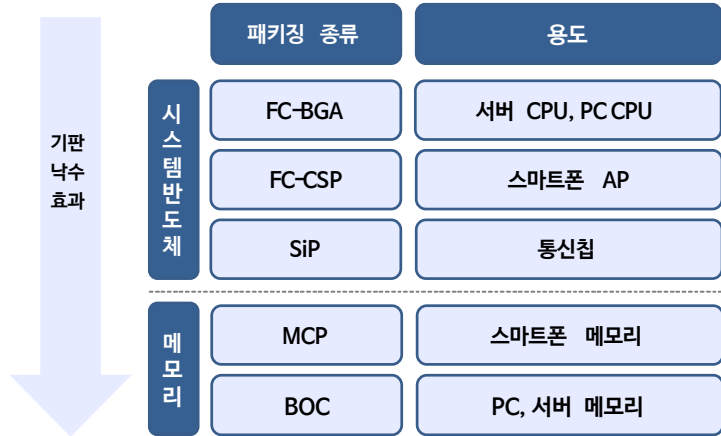 패키징 종류 용도
기판
낙수
효과
시스템반도체
FC-BGA 서버 CPU, PC CPU
FC-CSP 스마트폰 AP
SiP 통신칩
메모리
MCP 스마트폰 메모리
BOC PC, 서버 메모리